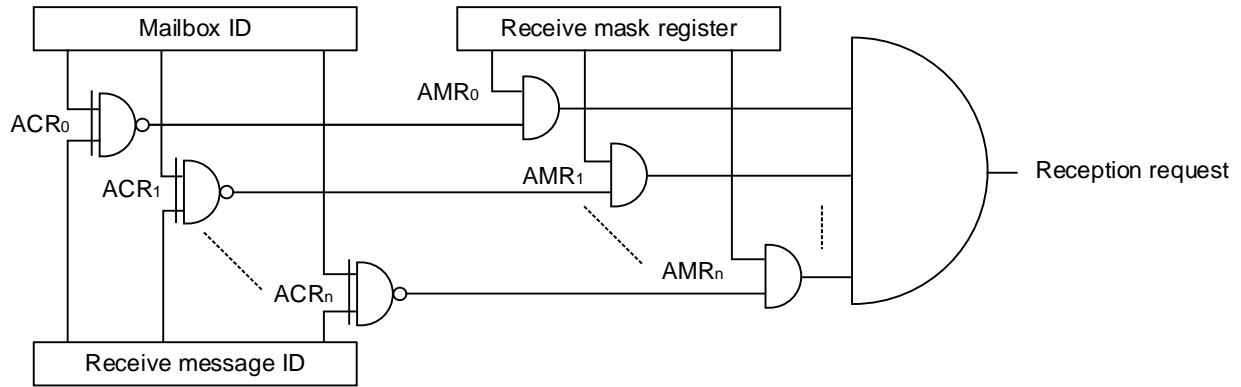 Mailbox ID
Receive mask register
AMR₀
ACR₀
Reception request
ACR₁
AMR₁
AMRₙ
ACRₙ
Receive message ID